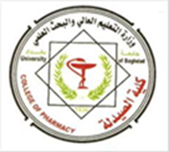 وزارة التعليم العالي والبحث العلمي
جامعة
بغداد
University
of Baghdad
كلية الصيدلة
COLLEGE OF PHARMACY